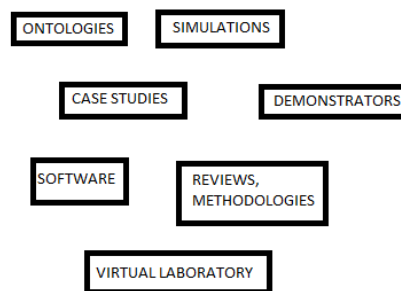 ONTOLOGIES
SIMULATIONS
CASE STUDIES
DEMONSTRATORS
SOFTWARE
REVIEWS,
METHODOLOGIES
VIRTUAL LABORATORY